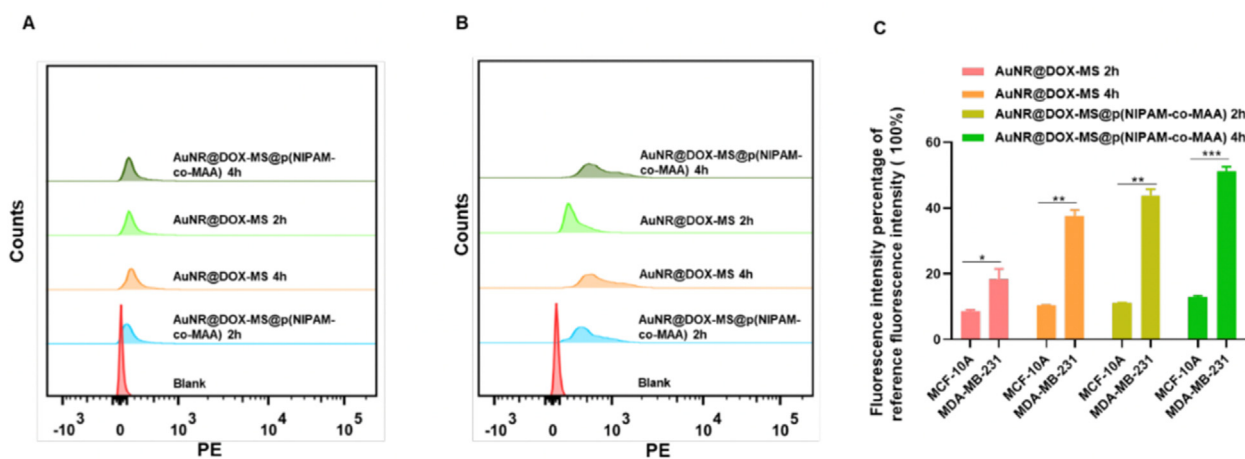 A
AuNR@DOX-MS@p(NIPAM-
co-MAA) 4h
AuNR@DOX-MS 2h
AuNR@DOX-MS 4h
AuNR@DOX-MS@p(NIPAM-
co-MAA) 2h
Blank
Counts
-10³ 0 10³ 10⁴ 10⁵
PE
B
AuNR@DOX-MS@p(NIPAM-
co-MAA) 4h
AuNR@DOX-MS 2h
AuNR@DOX-MS 4h
AuNR@DOX-MS@p(NIPAM-
co-MAA) 2h
Blank
Counts
-10³ 0 10³ 10⁴ 10⁵
PE
C
AuNR@DOX-MS 2h
AuNR@DOX-MS 4h
AuNR@DOX-MS@p(NIPAM-co-MAA) 2h
AuNR@DOX-MS@p(NIPAM-co-MAA) 4h
Fluorescence intensity percentage of
reference fluorescence intensity ( 100%)
60
40
20
0
* ** ** ***
MCF-10A MDA-MB-231 MCF-10A MDA-MB-231 MCF-10A MDA-MB-231 MCF-10A MDA-MB-231